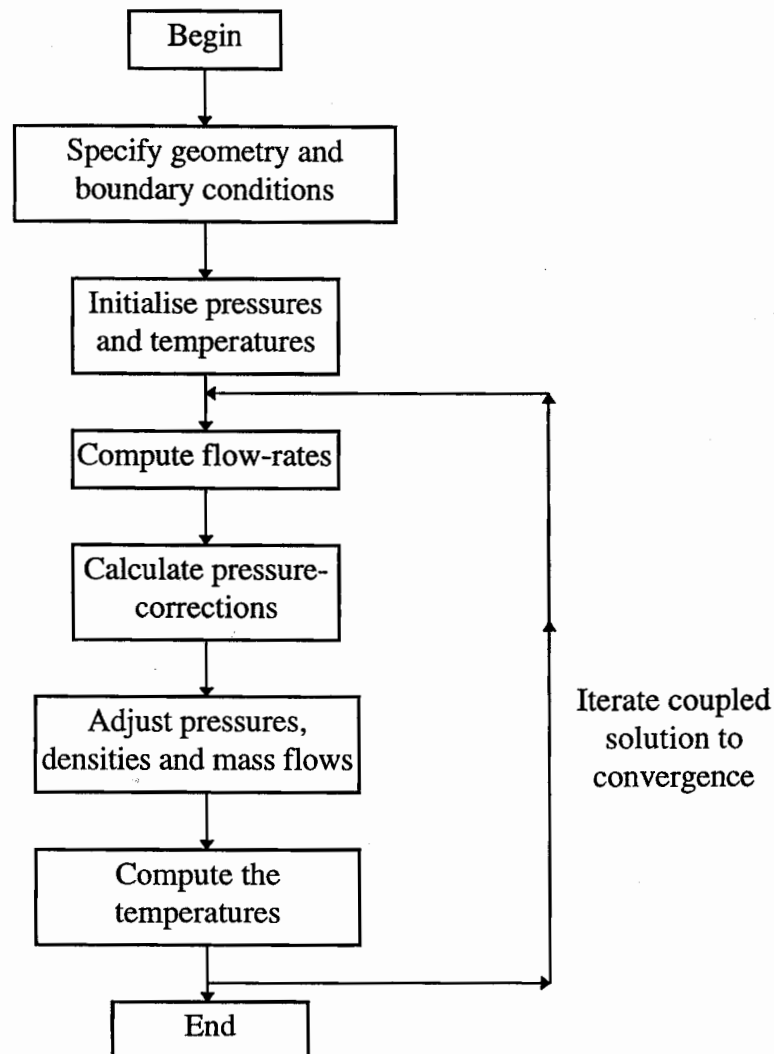 Begin
Specify geometry and
boundary conditions
Initialise pressures
and temperatures
Compute flow-rates
Calculate pressure-
corrections
Adjust pressures,
densities and mass flows
Compute the
temperatures
End
Iterate coupled
solution to
convergence